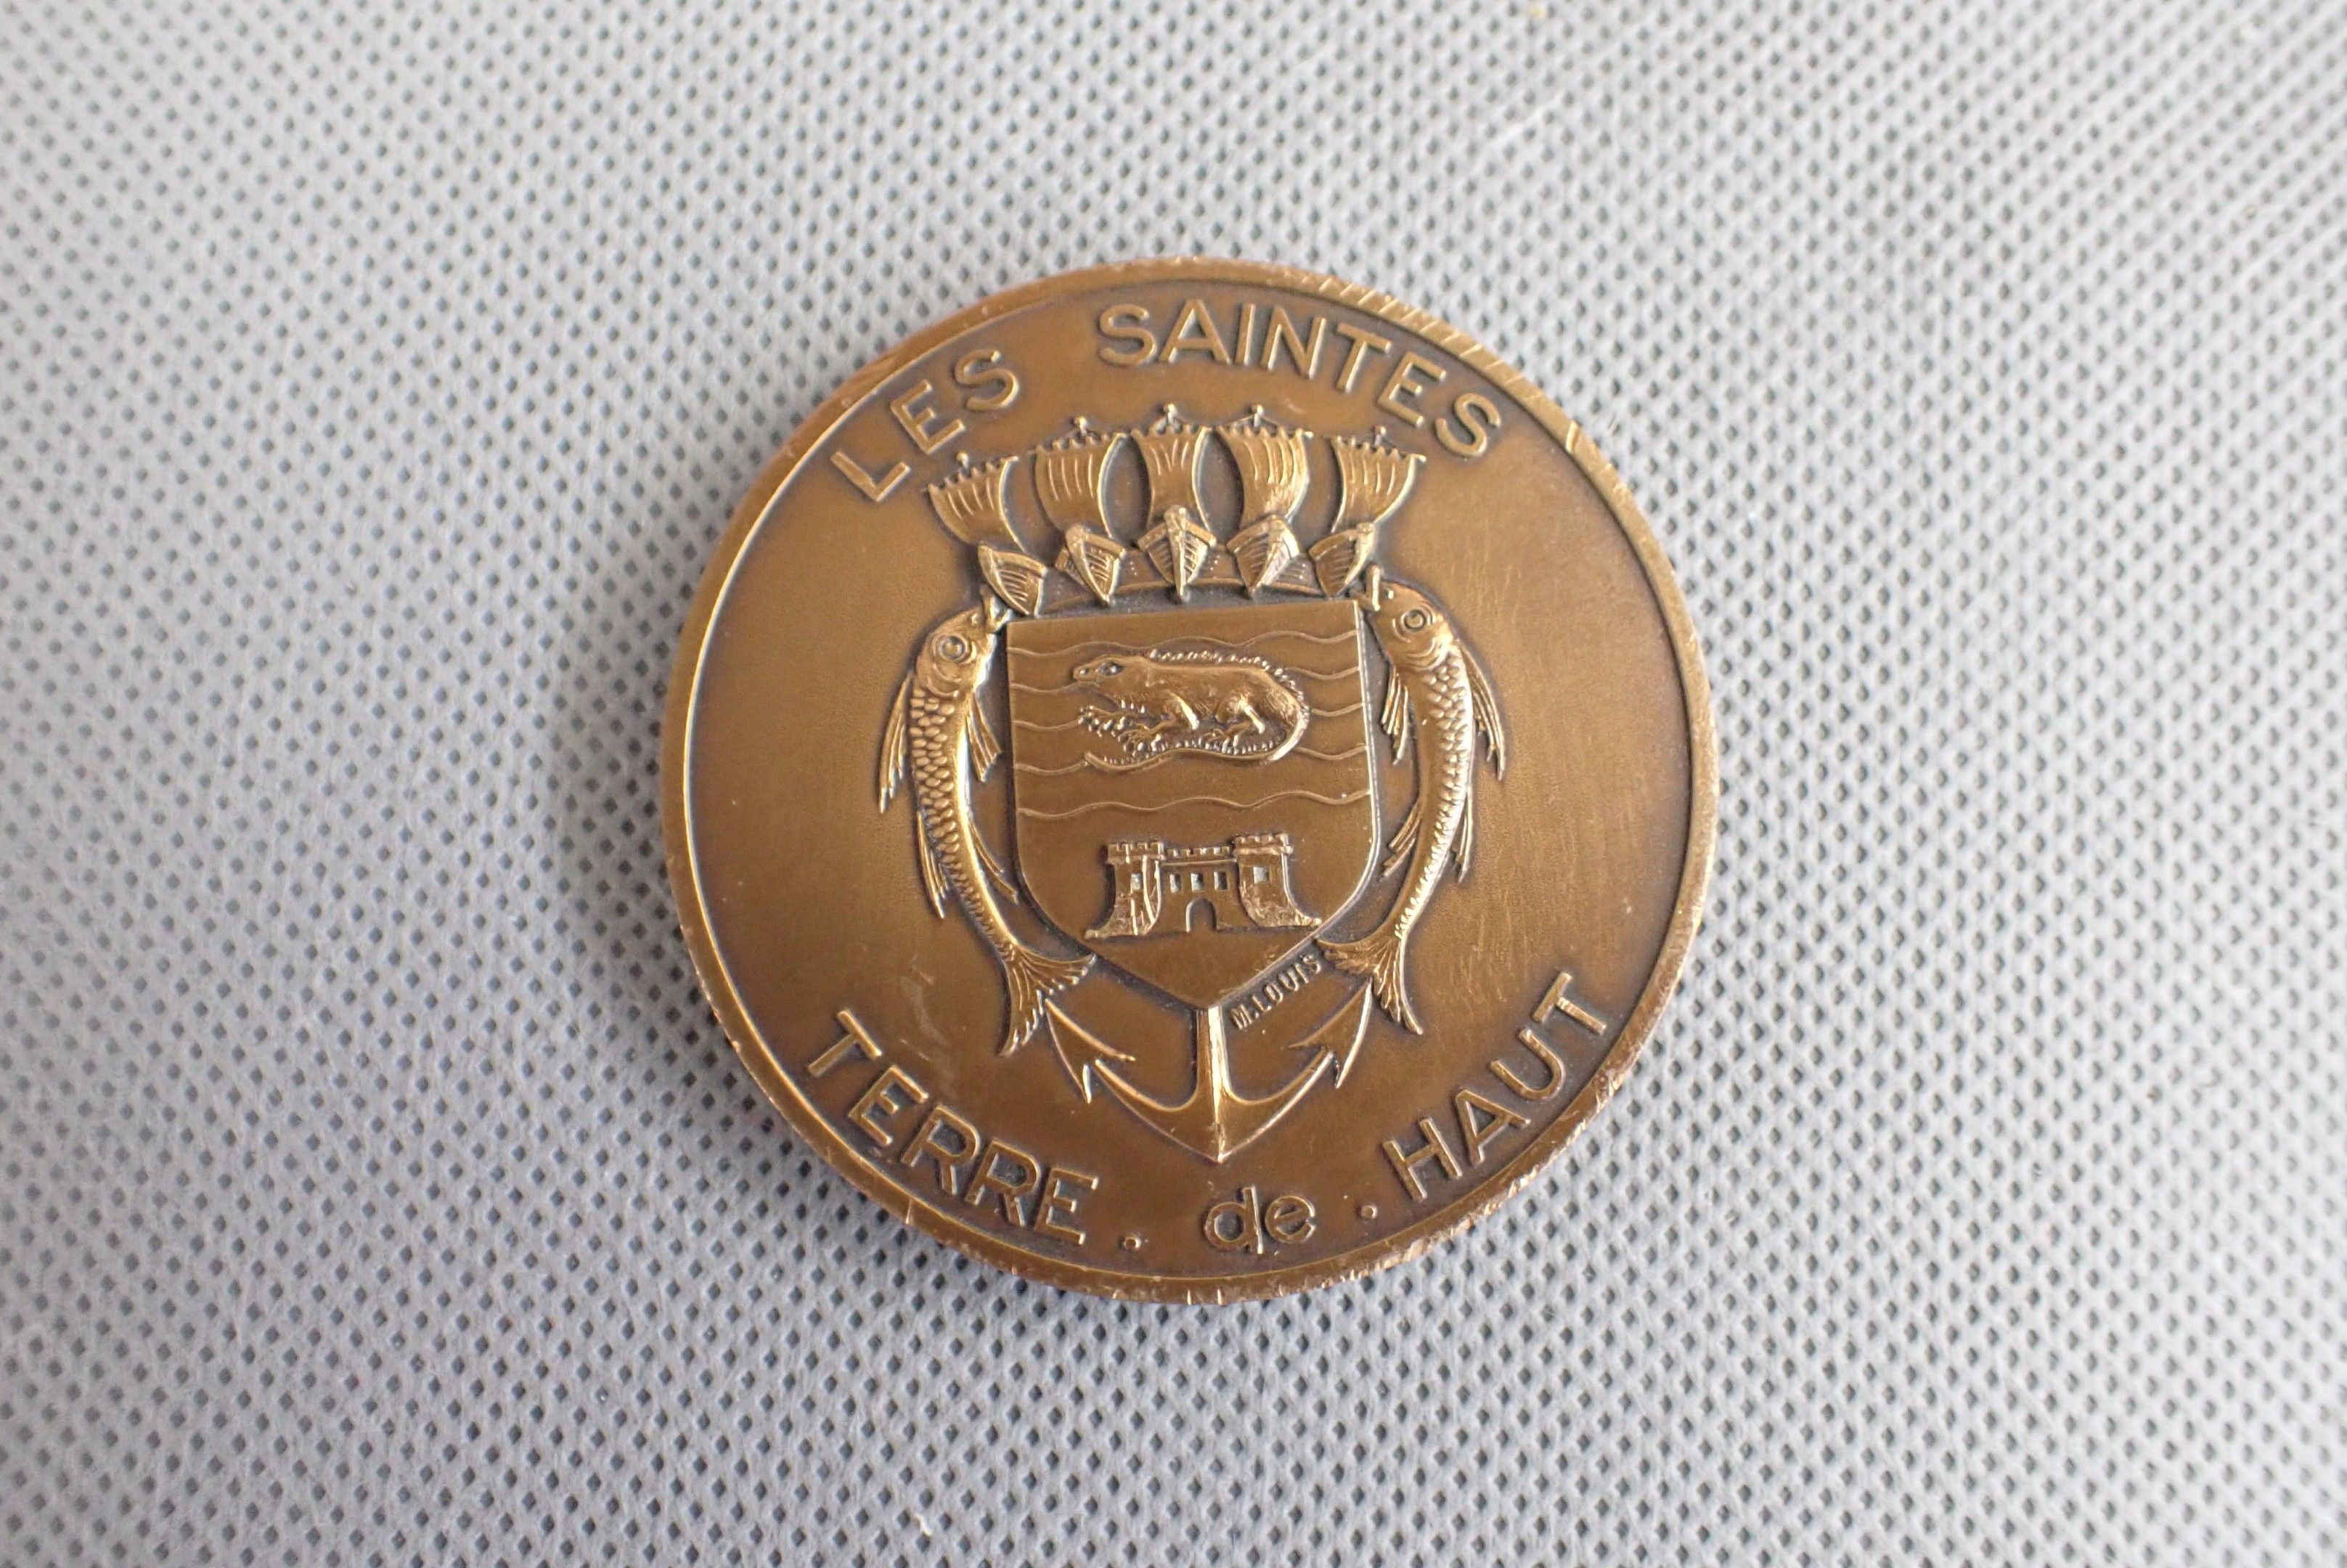 LES SAINTES
M.LOUIS
TERRE . de . HAUT